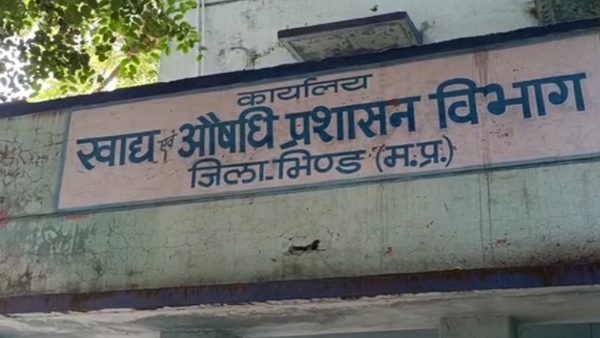 कार्यालय
खाद्य एवं औषधि प्रशासन विभाग
जिला-भिण्ड (म.प्र.)